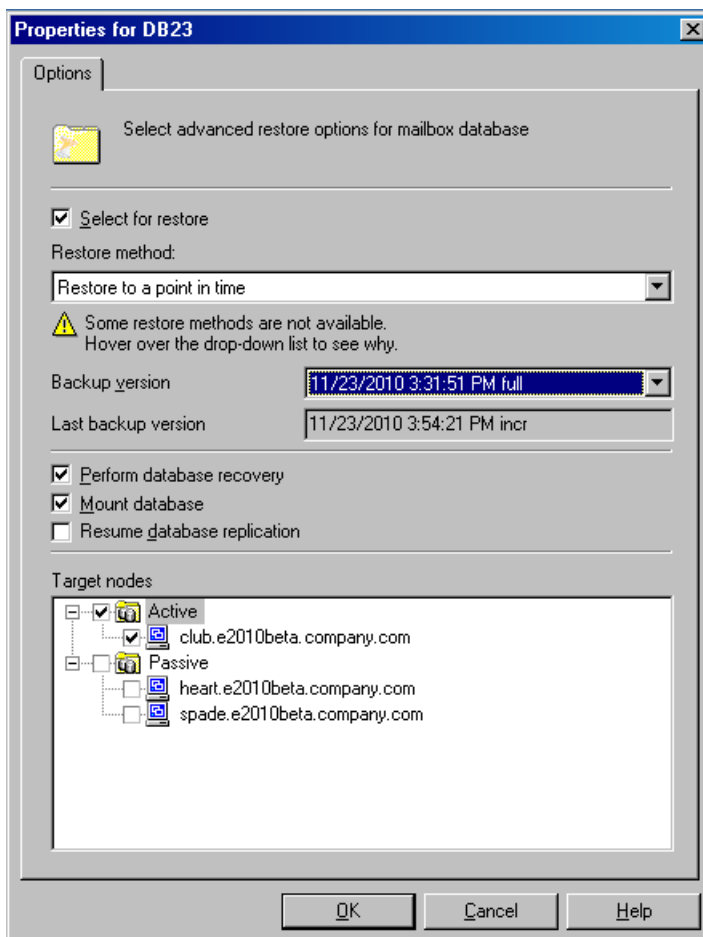 Properties for DB23
Options
Select advanced restore options for mailbox database
Select for restore
Restore method:
Restore to a point in time
Some restore methods are not available.
Hover over the drop-down list to see why.
Backup version
11/23/2010 3:31:51 PM full
Last backup version
11/23/2010 3:54:21 PM incr
Perform database recovery
Mount database
Resume database replication
Target nodes
Active
club.e2010beta.company.com
Passive
heart.e2010beta.company.com
spade.e2010beta.company.com
OK Cancel Help